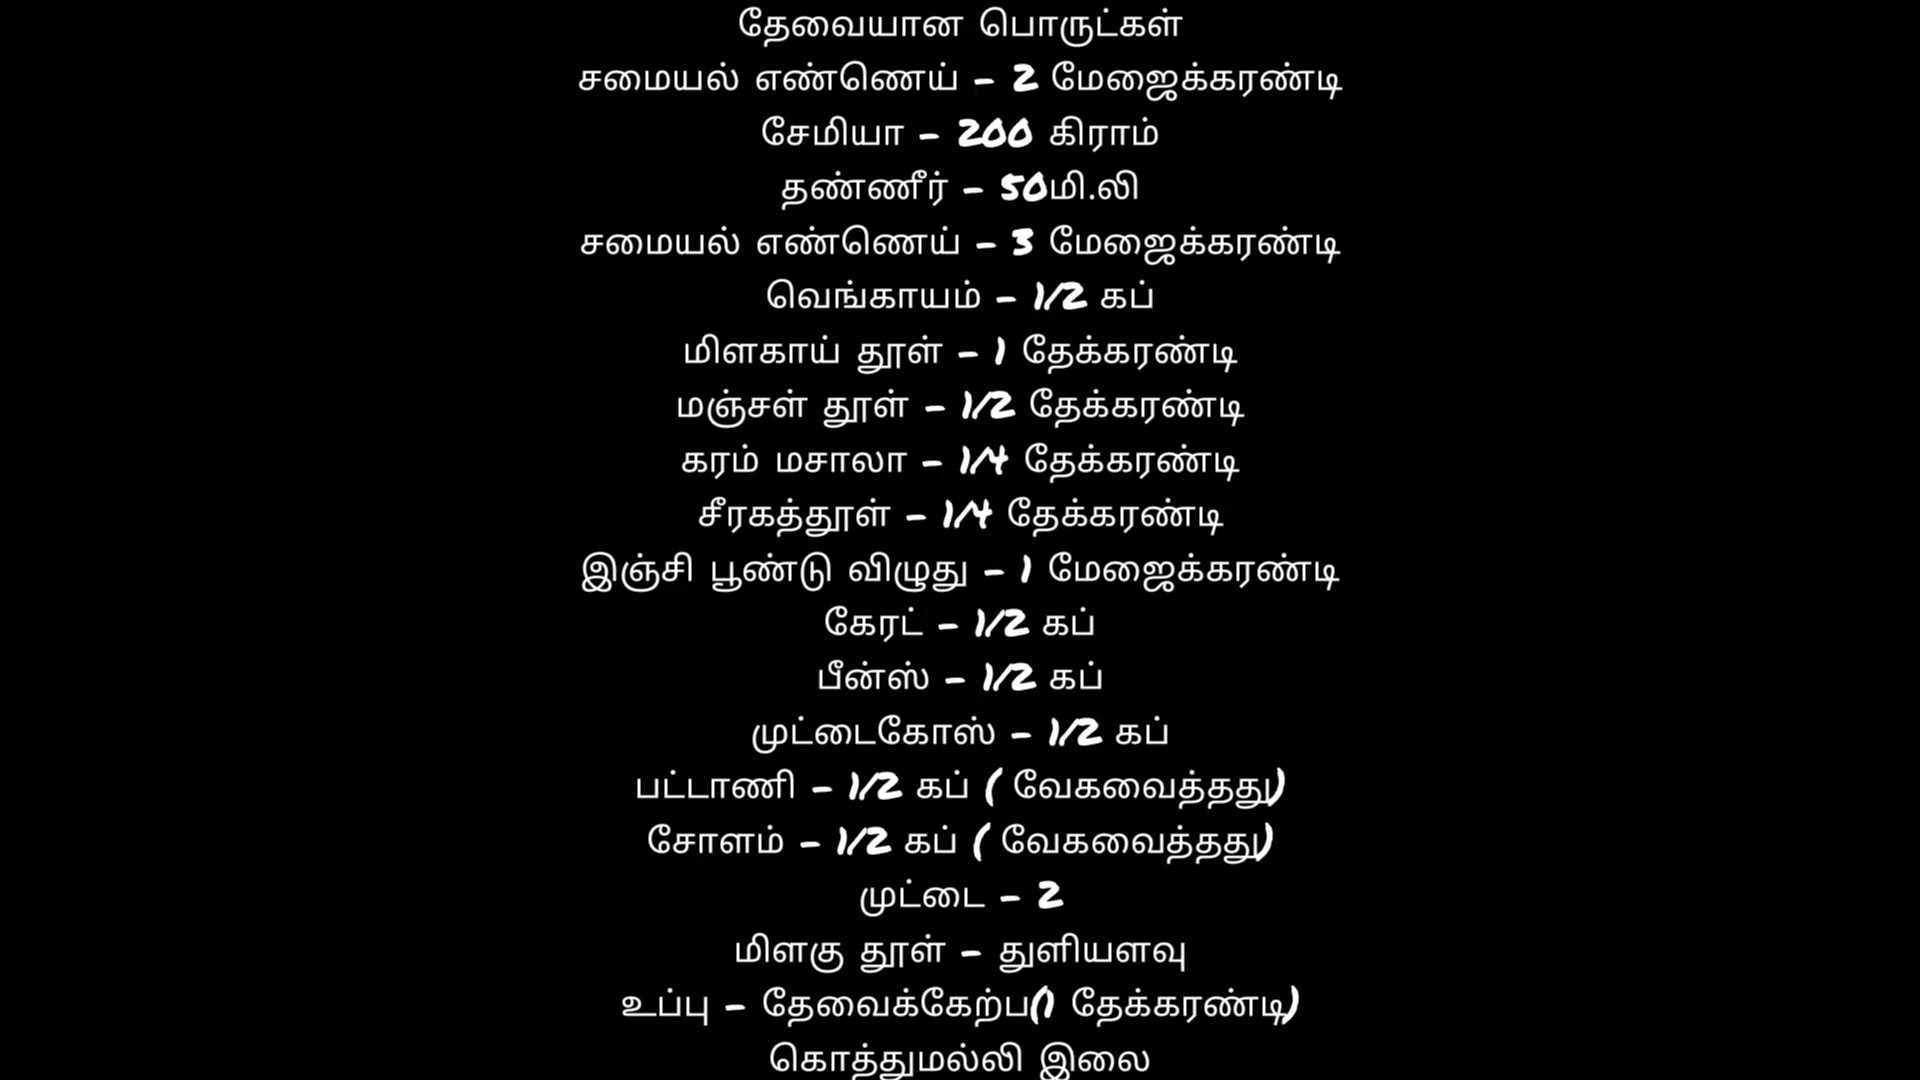 தேவையான பொருட்கள்
சமையல் எண்ணெய் - 2 மேஜைக்கரண்டி
சேமியா - 200 கிராம்
தண்ணீர் - 50மி.லி
சமையல் எண்ணெய் - 3 மேஜைக்கரண்டி
வெங்காயம் - 1/2 கப்
மிளகாய் தூள் - 1 தேக்கரண்டி
மஞ்சள் தூள் - 1/2 தேக்கரண்டி
கரம் மசாலா - 1/4 தேக்கரண்டி
சீரகத்தூள் - 1/4 தேக்கரண்டி
இஞ்சி பூண்டு விழுது - 1 மேஜைக்கரண்டி
கேரட் - 1/2 கப்
பீன்ஸ் - 1/2 கப்
முட்டைகோஸ் - 1/2 கப்
பட்டாணி - 1/2 கப் ( வேகவைத்தது)
சோளம் - 1/2 கப் ( வேகவைத்தது)
முட்டை - 2
மிளகு தூள் - துளியளவு
உப்பு - தேவைக்கேற்ப(1 தேக்கரண்டி)
கொத்துமல்லி இலை